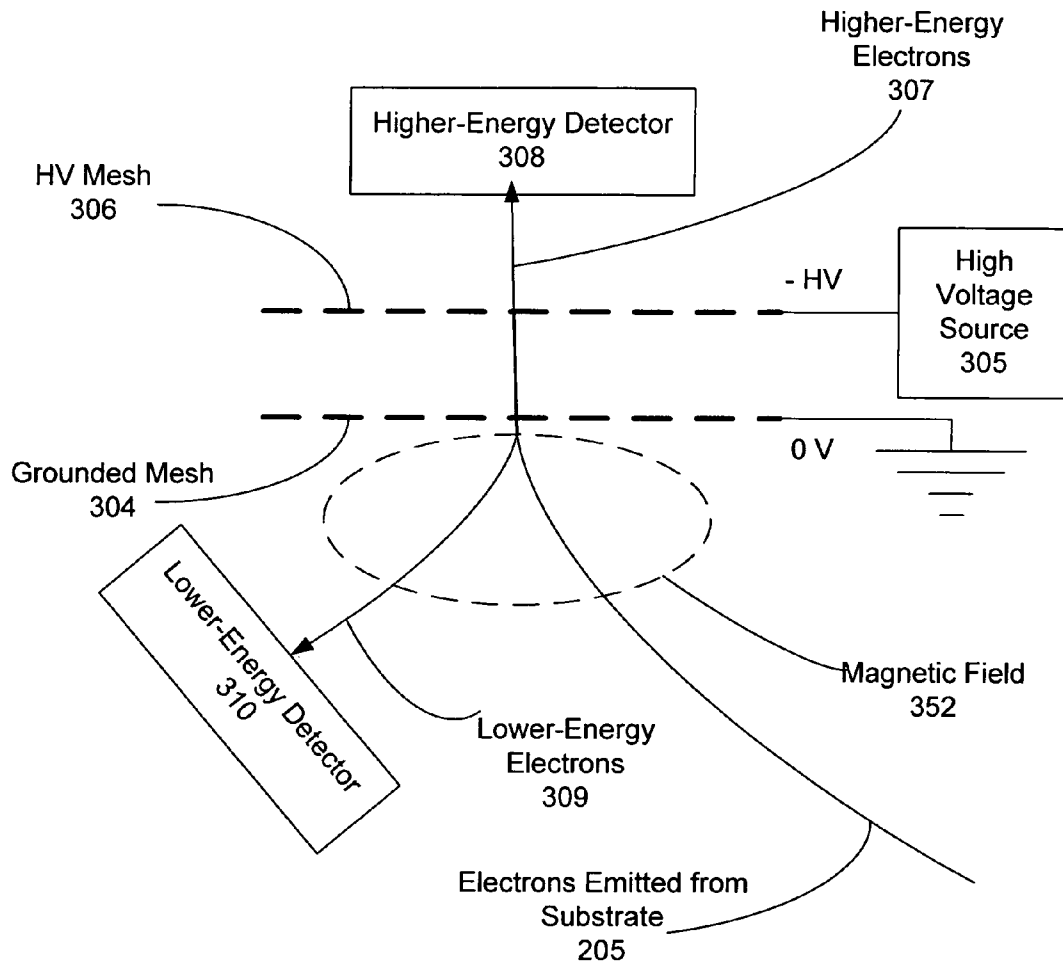 Higher-Energy
Electrons
307
Higher-Energy Detector
308
HV Mesh
306
- HV
High
Voltage
Source
305
0 V
Grounded Mesh
304
Lower-Energy Detector
310
Magnetic Field
352
Lower-Energy
Electrons
309
Electrons Emitted from
Substrate
205